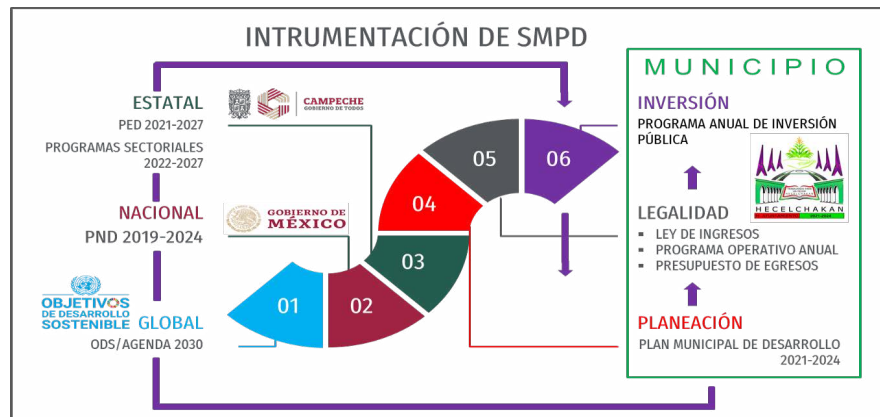 INTRUMENTACIÓN DE SMPD
ESTATAL
PED 2021-2027
PROGRAMAS SECTORIALES
2022-2027
CAMPECHE
GOBIERNO DE TODOS
NACIONAL
PND 2019-2024
GOBIERNO DE
MÉXICO
OBJETIVOS
DE DESARROLLO
SOSTENIBLE
GLOBAL
ODS/AGENDA 2030
01
02
03
04
05
06
MUNICIPIO
INVERSIÓN
PROGRAMA ANUAL DE INVERSIÓN
PÚBLICA
HECELCHAKAN
LEGALIDAD
▪ LEY DE INGRESOS
▪ PROGRAMA OPERATIVO ANUAL
▪ PRESUPUESTO DE EGRESOS
PLANEACIÓN
PLAN MUNICIPAL DE DESARROLLO
2021-2024